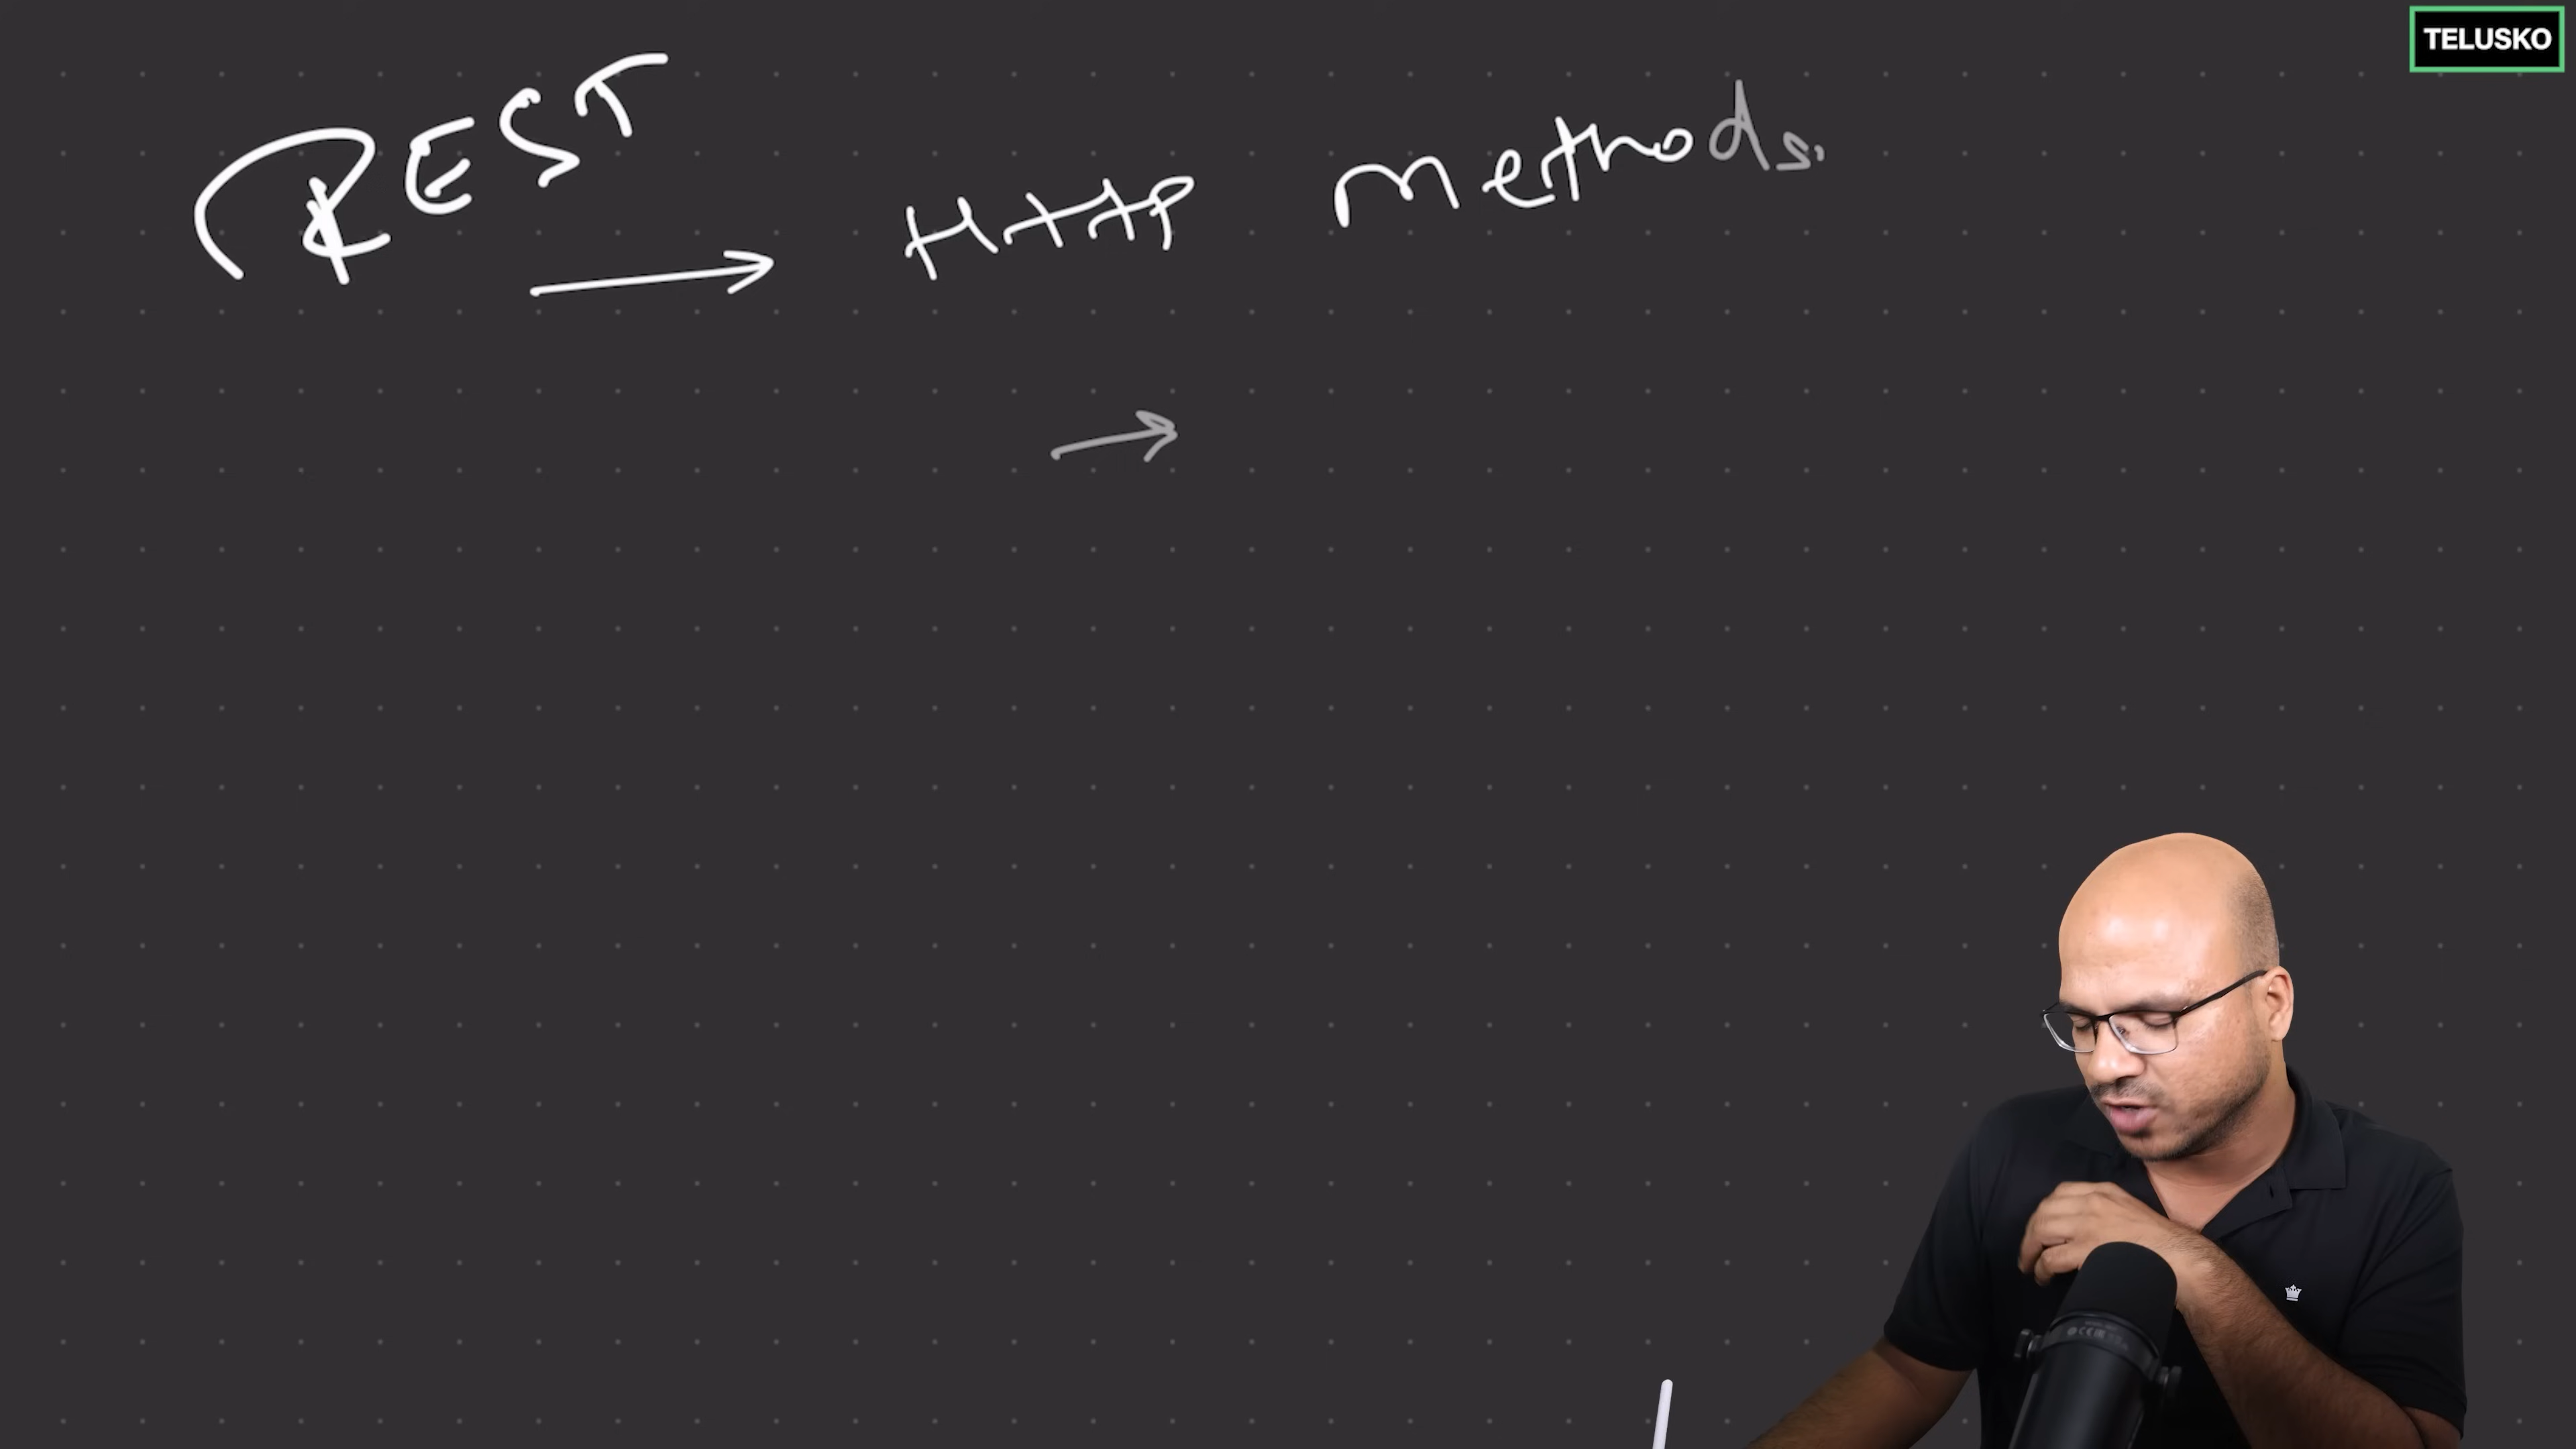 TELUSKO
REST
→ Http Methods.
→